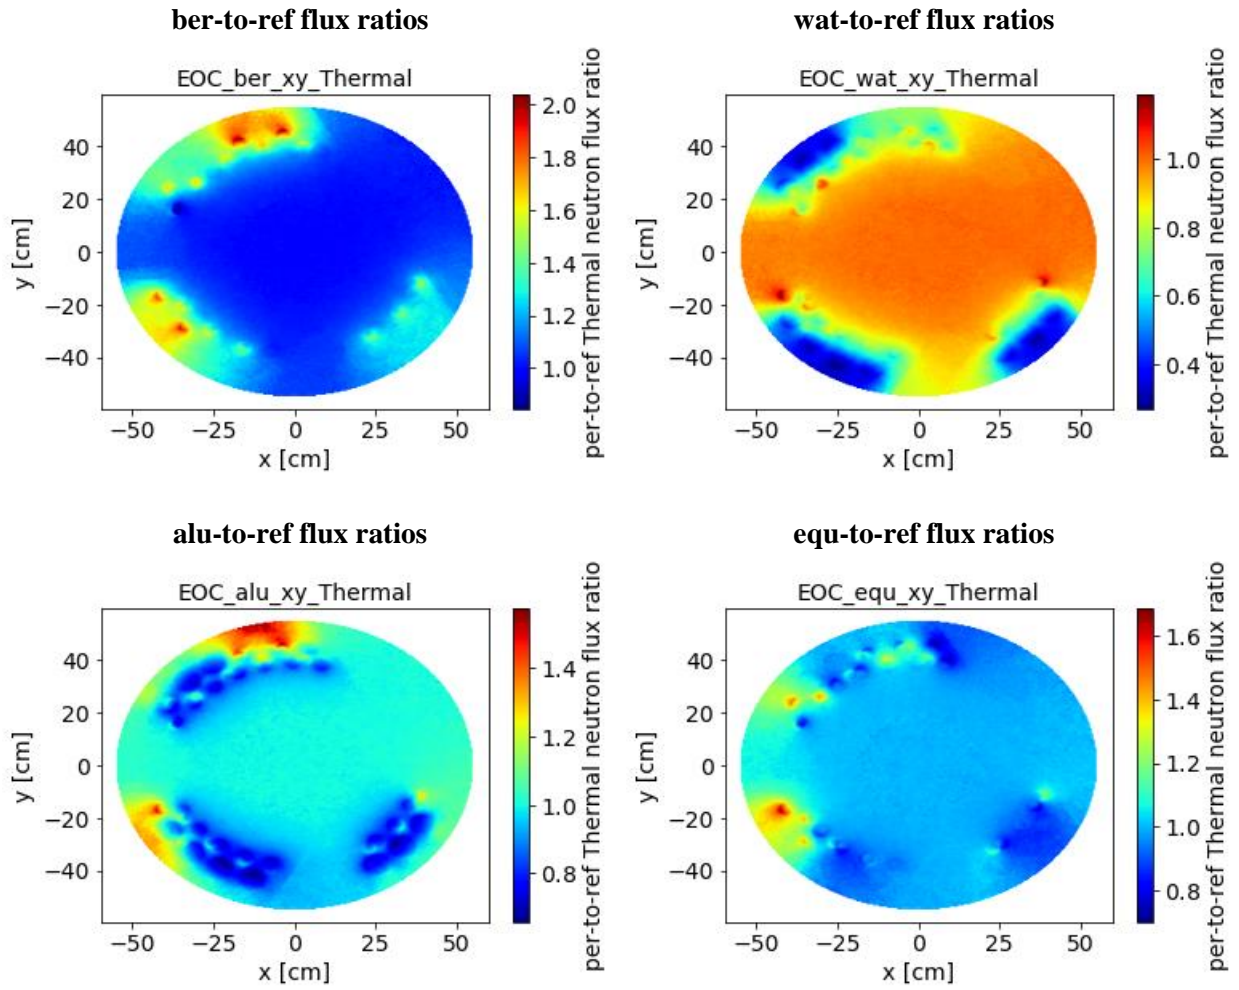 ber-to-ref flux ratios
EOC_ber_xy_Thermal
40
20
0
−20
−40
y [cm]
−50
−25
0
25
50
x [cm]
2.0
1.8
1.6
1.4
1.2
1.0
per-to-ref Thermal neutron flux ratio
wat-to-ref flux ratios
EOC_wat_xy_Thermal
40
20
0
−20
−40
y [cm]
−50
−25
0
25
50
x [cm]
1.0
0.8
0.6
0.4
per-to-ref Thermal neutron flux ratio
alu-to-ref flux ratios
EOC_alu_xy_Thermal
40
20
0
−20
−40
y [cm]
−50
−25
0
25
50
x [cm]
1.4
1.2
1.0
0.8
per-to-ref Thermal neutron flux ratio
equ-to-ref flux ratios
EOC_equ_xy_Thermal
40
20
0
−20
−40
y [cm]
−50
−25
0
25
50
x [cm]
1.6
1.4
1.2
1.0
0.8
per-to-ref Thermal neutron flux ratio